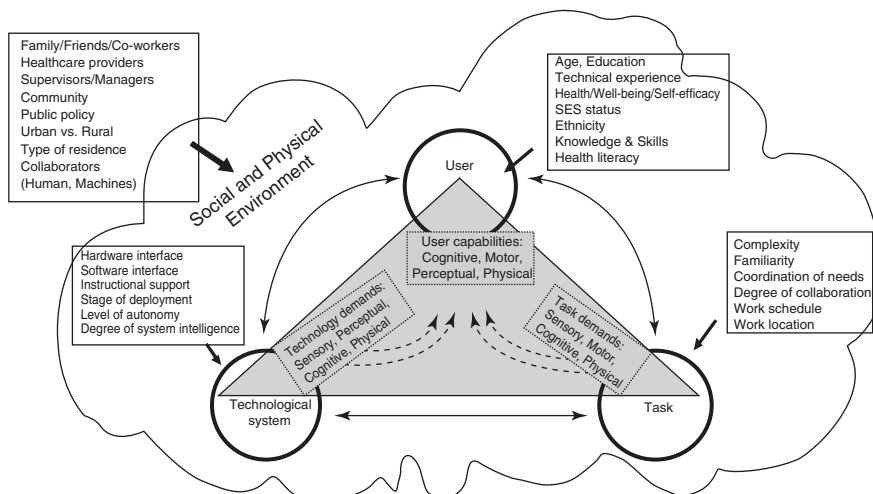 Family/Friends/Co-workers
Healthcare providers
Supervisors/Managers
Community
Public policy
Urban vs. Rural
Type of residence
Collaborators
(Human, Machines)
Social and Physical
Environment
Age, Education
Technical experience
Health/Well-being/Self-efficacy
SES status
Ethnicity
Knowledge & Skills
Health literacy
User
User capabilities:
Cognitive, Motor,
Perceptual, Physical
Hardware interface
Software interface
Instructional support
Stage of deployment
Level of autonomy
Degree of system intelligence
Technology demands:
Sensory, Perceptual,
Cognitive, Physical
Task demands:
Sensory, Motor,
Cognitive, Physical
Complexity
Familiarity
Coordination of needs
Degree of collaboration
Work schedule
Work location
Technological
system
Task